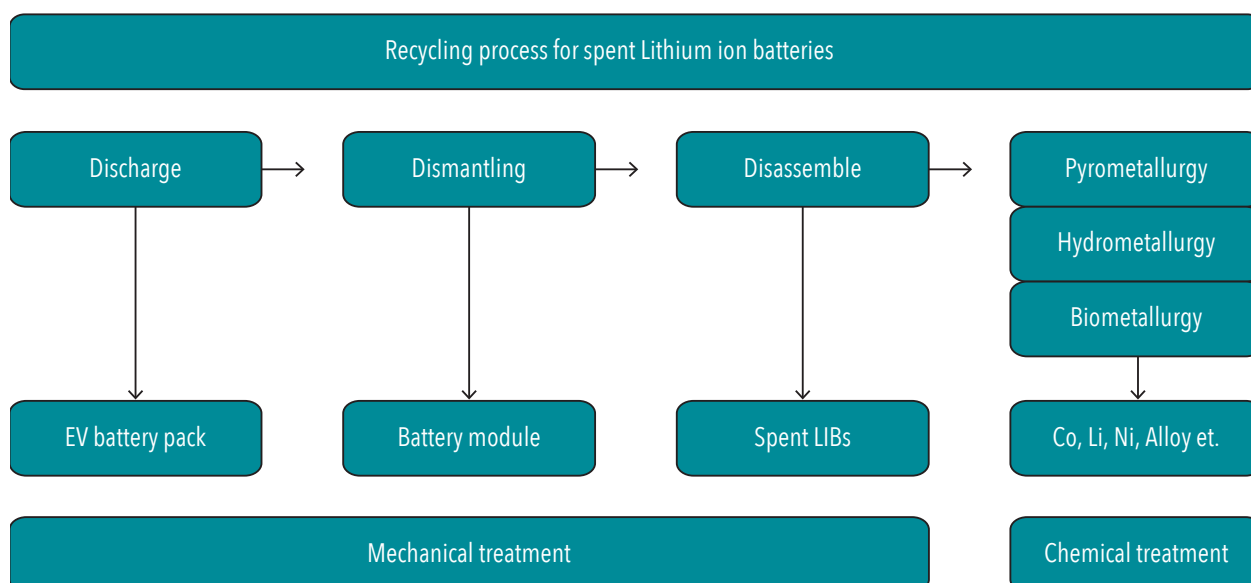 Recycling process for spent Lithium ion batteries
Discharge
Dismantling
Disassemble
Pyrometallurgy
Hydrometallurgy
Biometallurgy
EV battery pack
Battery module
Spent LIBs
Co, Li, Ni, Alloy et.
Mechanical treatment
Chemical treatment